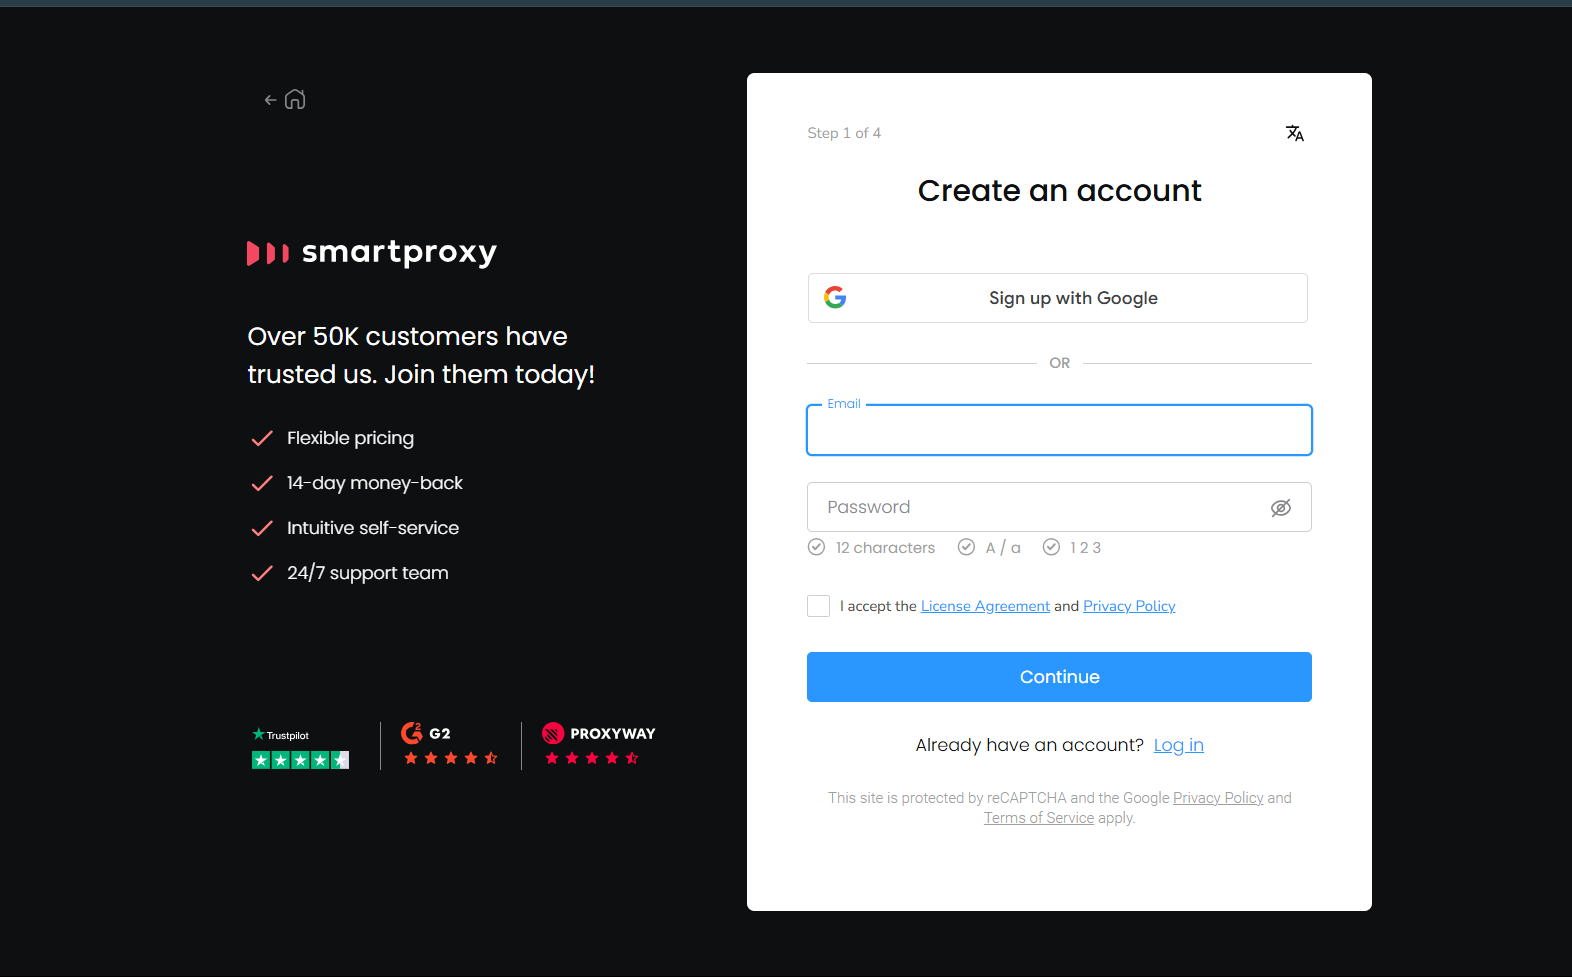 smartproxy
Over 50K customers have
trusted us. Join them today!
Flexible pricing
14-day money-back
Intuitive self-service
24/7 support team
Trustpilot
G2
PROXYWAY
Step 1 of 4
Create an account
Sign up with Google
OR
Email
Password
12 characters A / a 1 2 3
I accept the License Agreement and Privacy Policy
Continue
Already have an account? Log in
This site is protected by reCAPTCHA and the Google Privacy Policy and
Terms of Service apply.